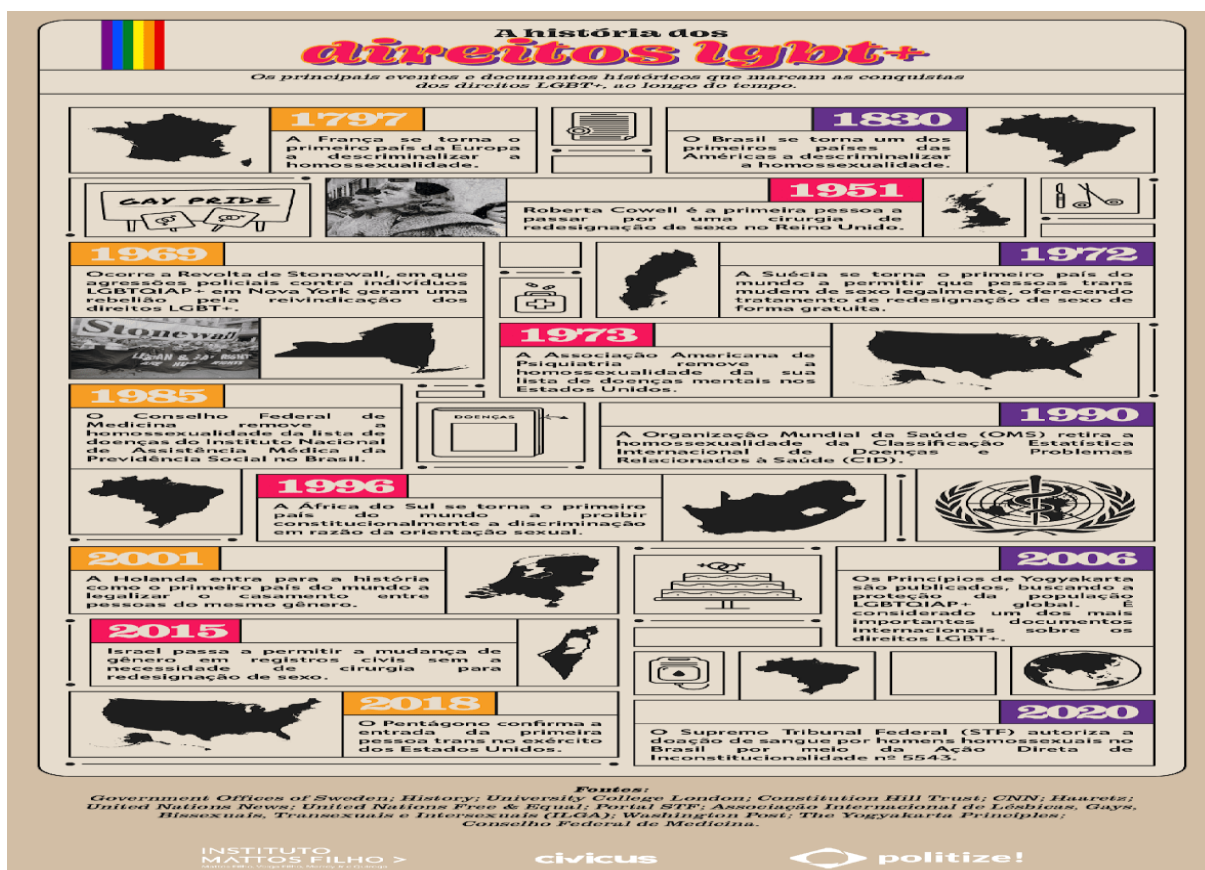 A história dos
direitos lgbt+
Os principais eventos e documentos históricos que marcam as conquistas
dos direitos LGBT+, ao longo do tempo.
1797
A França se torna o
primeiro país da Europa
a descriminalizar a
homossexualidade.
1830
O Brasil se torna um dos
primeiros países das
Américas a descriminalizar
a homossexualidade.
GAY PRIDE
1951
Roberta Cowell é a primeira pessoa a
passar por uma cirurgia de
redesignação de sexo no Reino Unido.
1969
Ocorre a Revolta de Stonewall, em que
agressões policiais contra indivíduos
LGBTQIAP+ em Nova York geram uma
rebelião pela reivindicação dos
direitos LGBT+.
Stonewall
1972
A Suécia se torna o primeiro país do
mundo a permitir que pessoas trans
mudem de sexo legalmente, oferecendo
tratamento de redesignação de sexo de
forma gratuita.
1973
A Associação Americana de
Psiquiatria remove a
homossexualidade da sua
lista de doenças mentais nos
Estados Unidos.
1985
O Conselho Federal de
Medicina remove a
homossexualidade da lista de
doenças do Instituto Nacional
de Assistência Médica da
Previdência Social no Brasil.
DOENÇAS
1990
A Organização Mundial da Saúde (OMS) retira a
homossexualidade da Classificação Estatística
Internacional de Doenças e Problemas
Relacionados à Saúde (CID).
1996
A África do Sul se torna o primeiro
país do mundo a proibir
constitucionalmente a discriminação
em razão da orientação sexual.
2001
A Holanda entra para a história
como o primeiro país do mundo a
legalizar o casamento entre
pessoas do mesmo gênero.
2006
Os Princípios de Yogyakarta
são publicados, buscando a
proteção da população
LGBTQIAP+ global. É
considerado um dos mais
importantes documentos
internacionais sobre os
direitos LGBT+.
2015
Israel passa a permitir a mudança de
gênero em registros civis sem a
necessidade de cirurgia para
redesignação de sexo.
2018
O Pentágono confirma a
entrada da primeira
pessoa trans no exército
dos Estados Unidos.
2020
O Supremo Tribunal Federal (STF) autoriza a
doação de sangue por homens homossexuais no
Brasil por meio da Ação Direta de
Inconstitucionalidade nº 5543.
Fontes:
Government Offices of Sweden; History; University College London; Constitution Hill Trust; CNN; Haaretz;
United Nations News; United Nations Free & Equal; Portal STF; Associação Internacional de Lésbicas, Gays,
Bissexuais, Transexuais e Intersexuais (ILGA); Washington Post; The Yogyakarta Principles;
Conselho Federal de Medicina.
INSTITUTO
MATTOS FILHO >
civicus
politize!